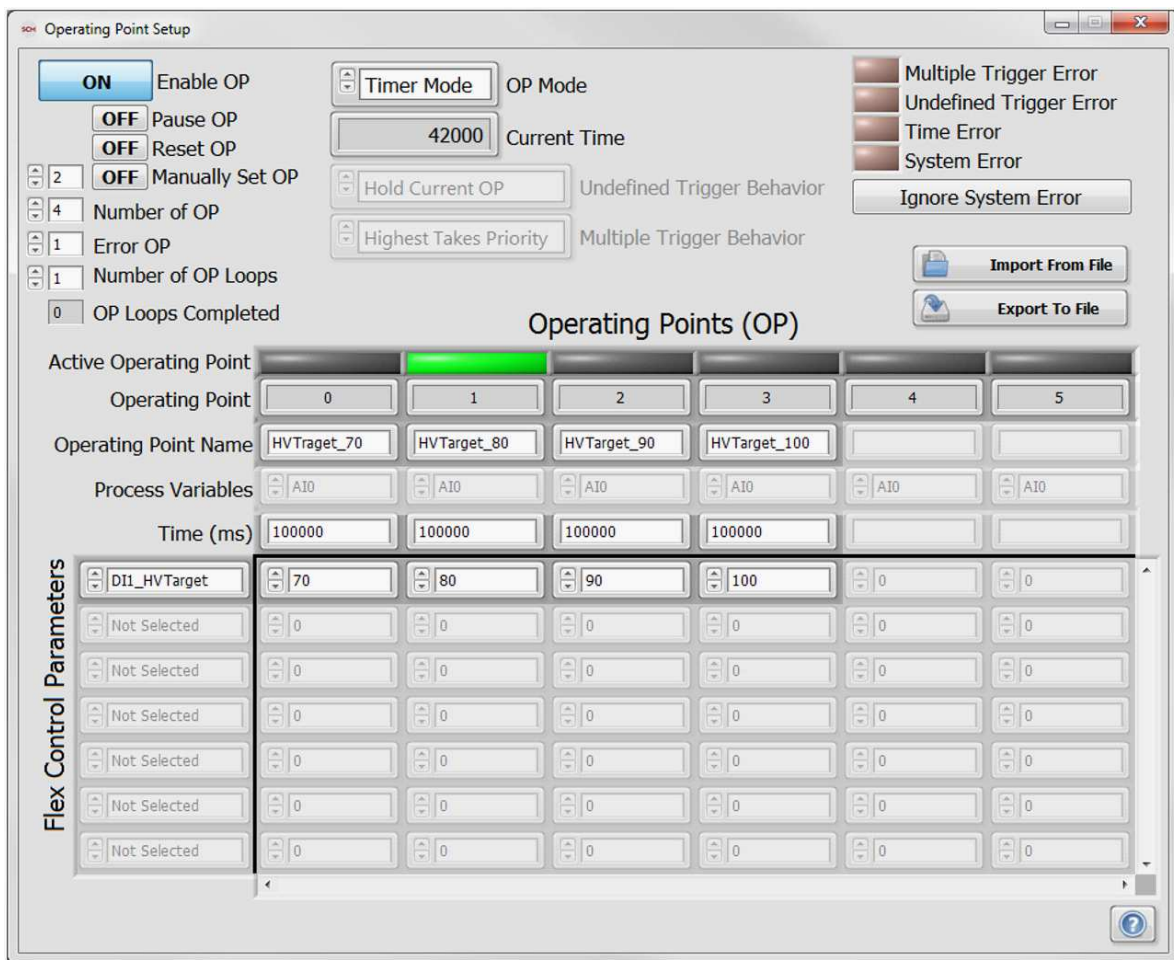 SCH Operating Point Setup
ON Enable OP
OFF Pause OP
OFF Reset OP
2 OFF Manually Set OP
4 Number of OP
1 Error OP
1 Number of OP Loops
0 OP Loops Completed
Timer Mode OP Mode
42000 Current Time
Hold Current OP Undefined Trigger Behavior
Highest Takes Priority Multiple Trigger Behavior
Multiple Trigger Error
Undefined Trigger Error
Time Error
System Error
Ignore System Error
Import From File
Export To File
Operating Points (OP)
Active Operating Point
Operating Point 0 1 2 3 4 5
Operating Point Name HVTraget_70 HVTarget_80 HVTarget_90 HVTarget_100
Process Variables AI0 AI0 AI0 AI0 AI0 AI0
Time (ms) 100000 100000 100000 100000
Flex Control Parameters
DI1_HVTarget 70 80 90 100 0 0
Not Selected 0 0 0 0 0 0
Not Selected 0 0 0 0 0 0
Not Selected 0 0 0 0 0 0
Not Selected 0 0 0 0 0 0
Not Selected 0 0 0 0 0 0
Not Selected 0 0 0 0 0 0
?